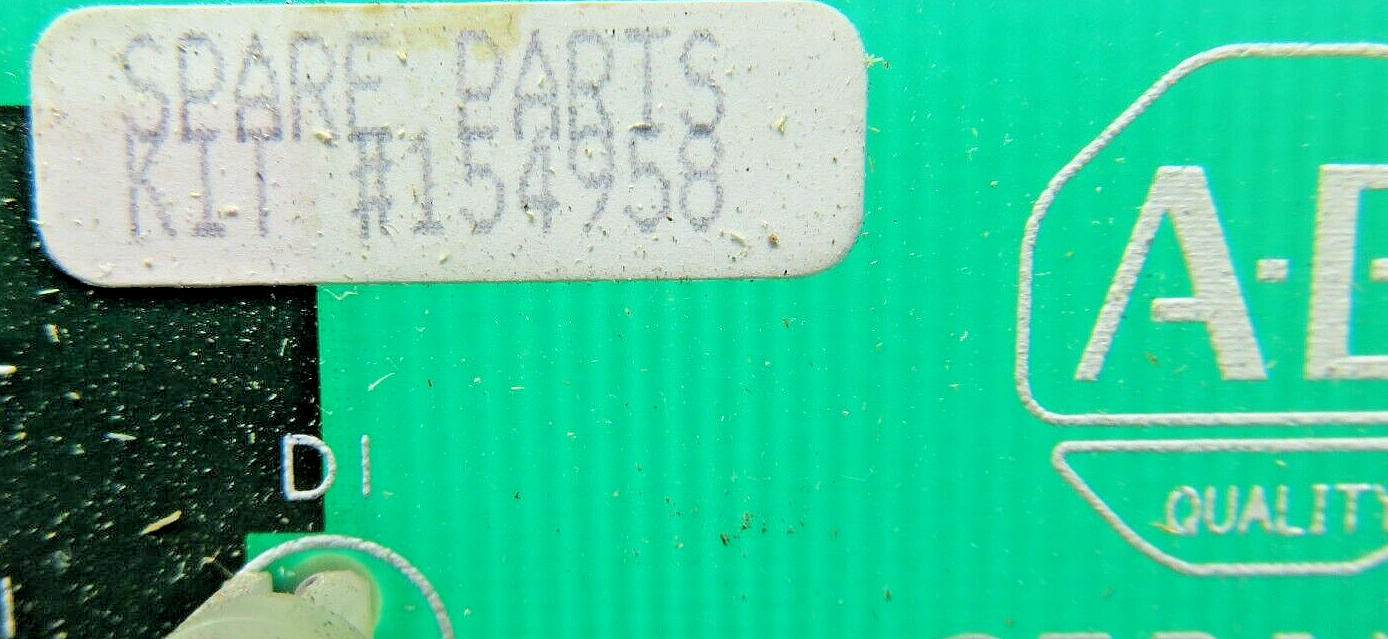 SPARE PARTS
KIT #154958
A-B
QUALITY
D1